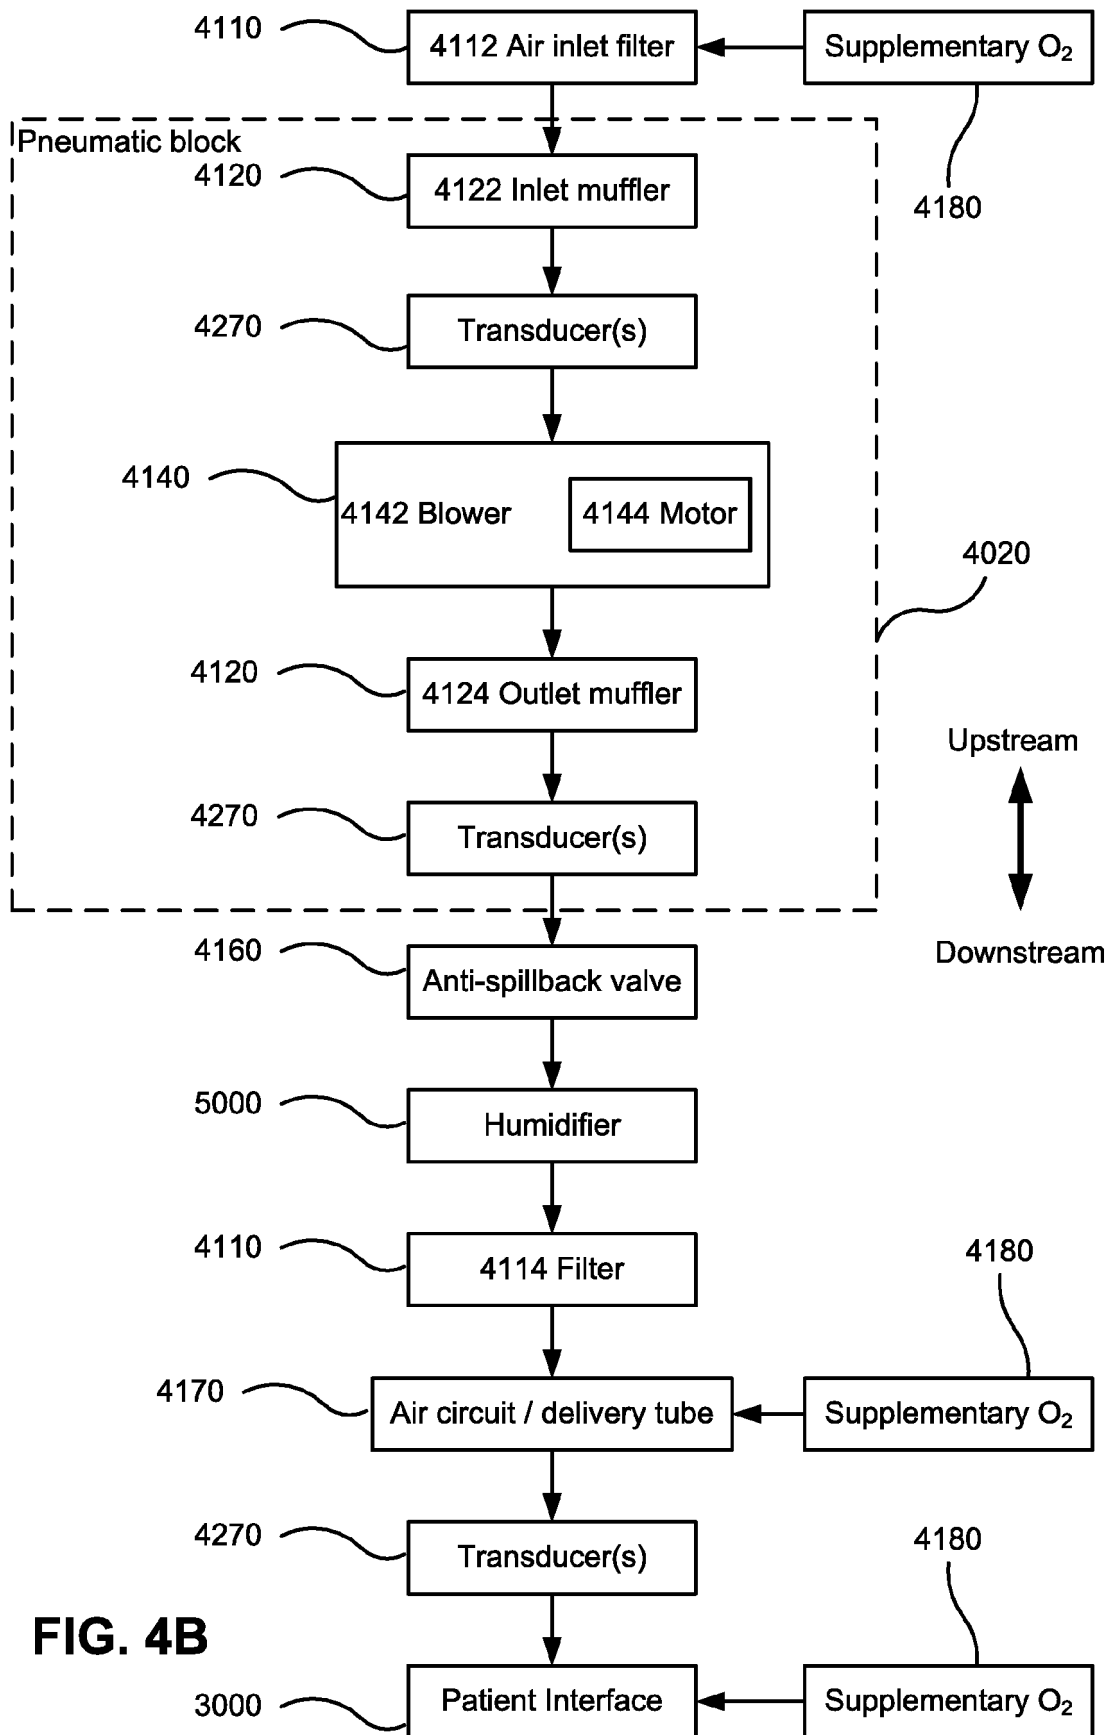 4110
4112 Air inlet filter
Supplementary O₂
Pneumatic block
4120
4122 Inlet muffler
4180
4270
Transducer(s)
4140
4142 Blower
4144 Motor
4020
4120
4124 Outlet muffler
Upstream
4270
Transducer(s)
4160
Anti-spillback valve
Downstream
5000
Humidifier
4110
4114 Filter
4180
4170
Air circuit / delivery tube
Supplementary O₂
4270
Transducer(s)
4180
FIG. 4B
3000
Patient Interface
Supplementary O₂